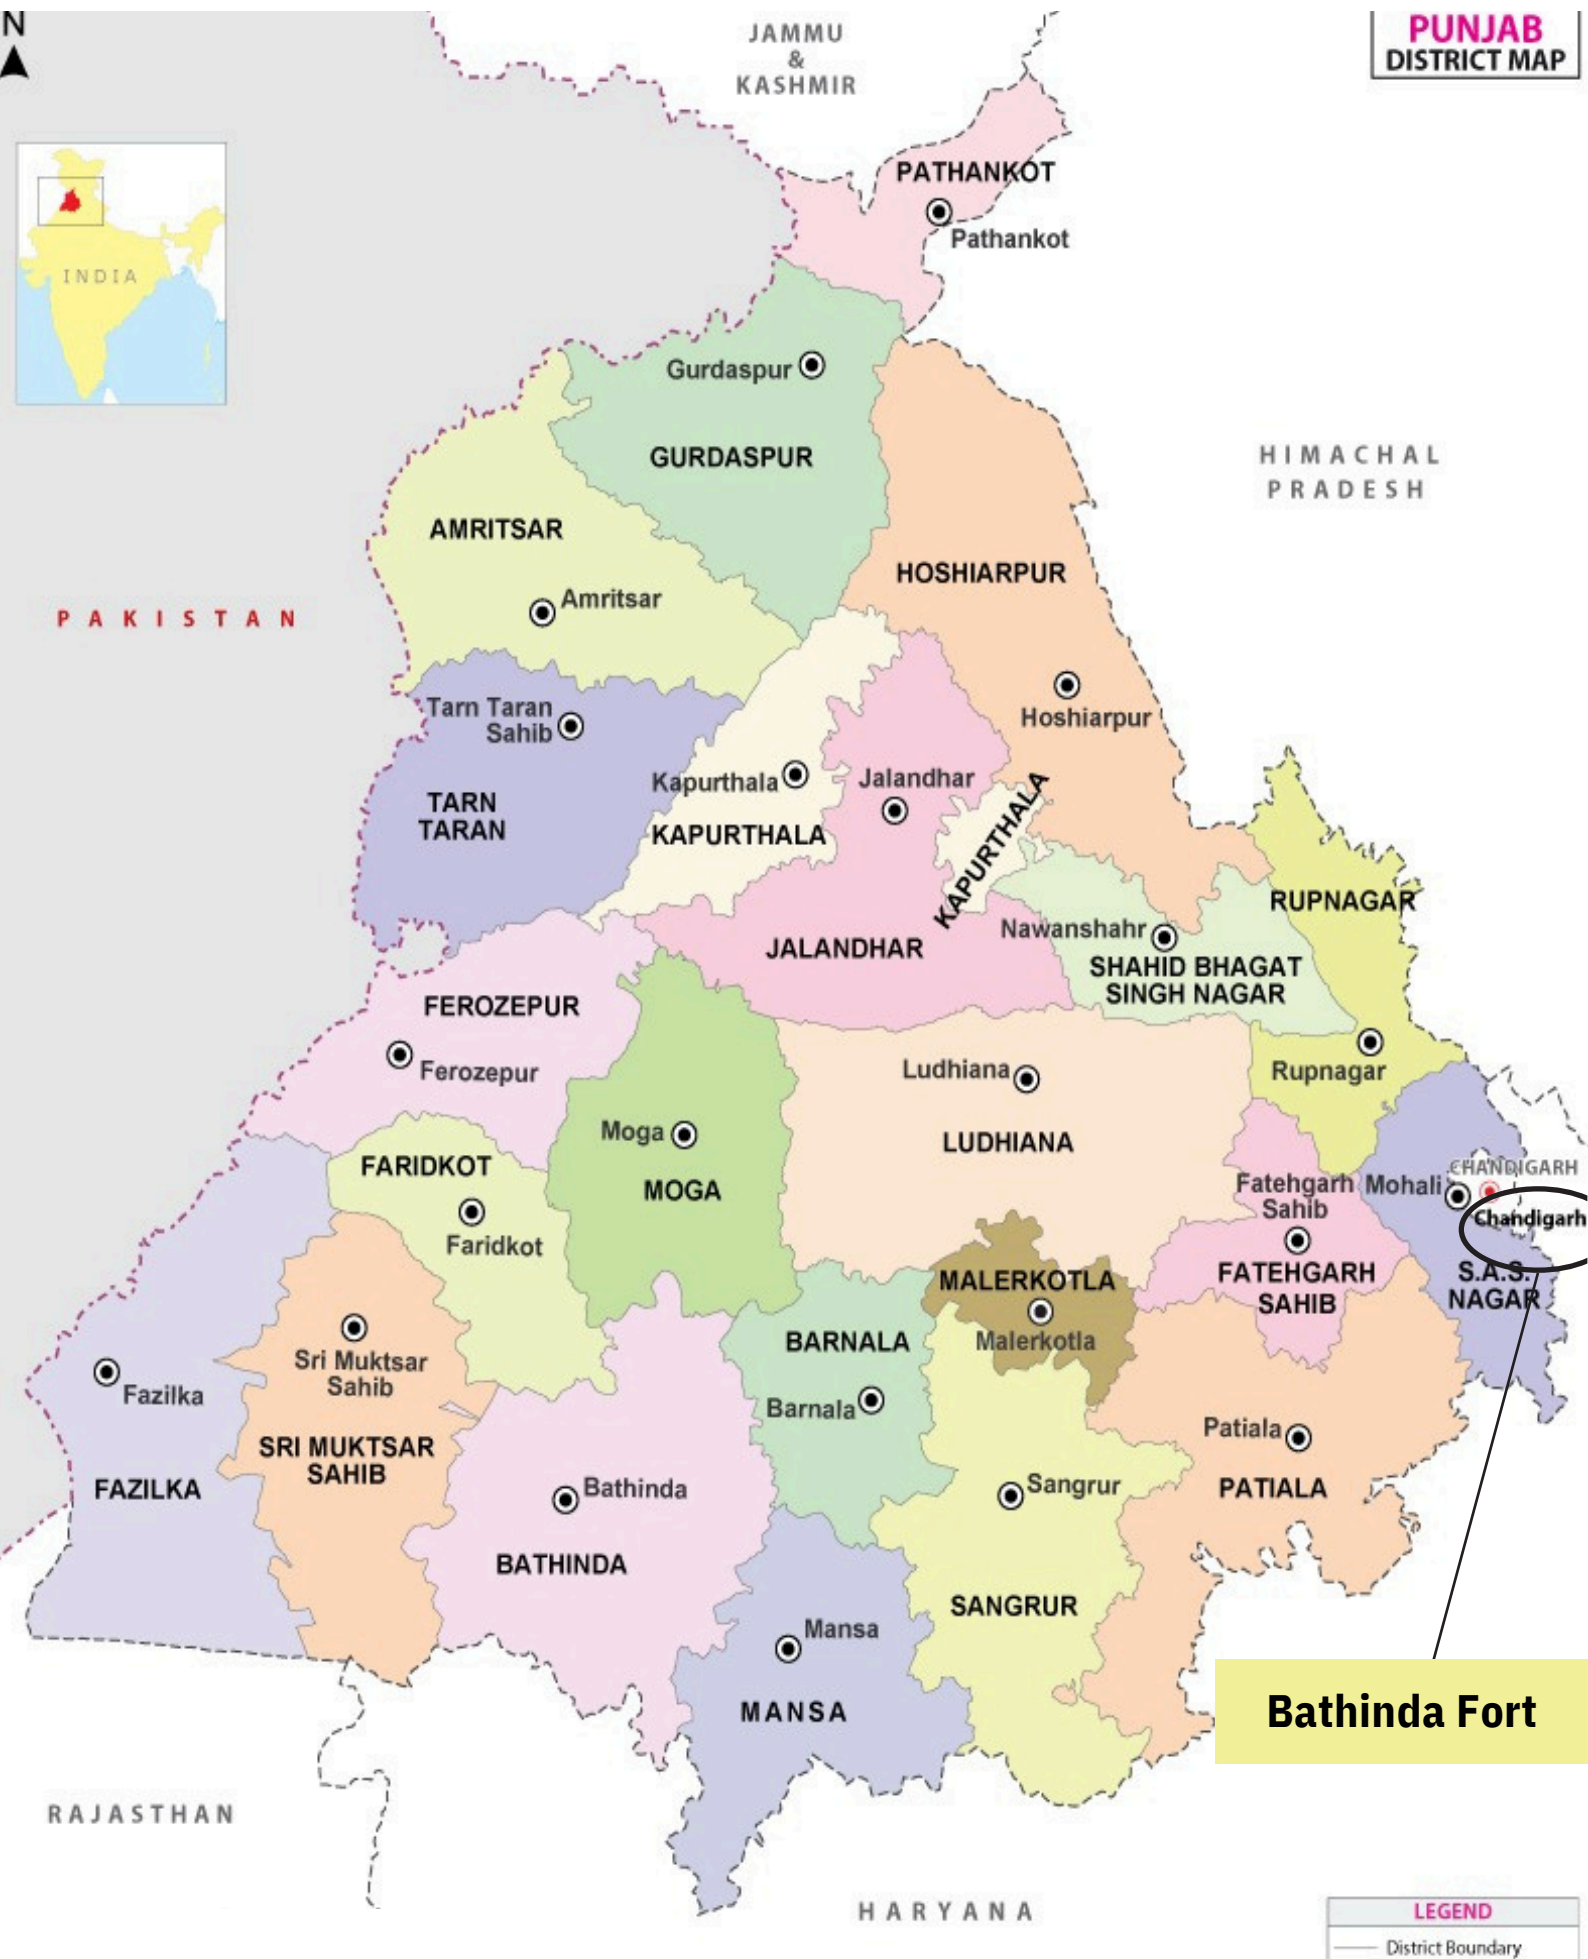 N
JAMMU
&
KASHMIR
PUNJAB
DISTRICT MAP
PATHANKOT
Pathankot
INDIA
Gurdaspur
GURDASPUR
HIMACHAL
PRADESH
AMRITSAR
Amritsar
HOSHIARPUR
PAKISTAN
Hoshiarpur
Tarn Taran
Sahib
TARN
TARAN
Kapurthala
KAPURTHALA
Jalandhar
KAPURTHALA
JALANDHAR
RUPNAGAR
Nawanshahr
SHAHID BHAGAT
SINGH NAGAR
FEROZEPUR
Ferozepur
Ludhiana
LUDHIANA
Rupnagar
Moga
MOGA
FARIDKOT
Faridkot
Fatehgarh
Sahib
FATEHGARH
SAHIB
Mohali
CHANDIGARH
Chandigarh
S.A.S.
NAGAR
MALERKOTLA
Malerkotla
BARNALA
Barnala
Sri Muktsar
Sahib
SRI MUKTSAR
SAHIB
Fazilka
FAZILKA
Patiala
PATIALA
Bathinda
BATHINDA
Sangrur
SANGRUR
Mansa
MANSA
Bathinda Fort
RAJASTHAN
HARYANA
LEGEND
District Boundary